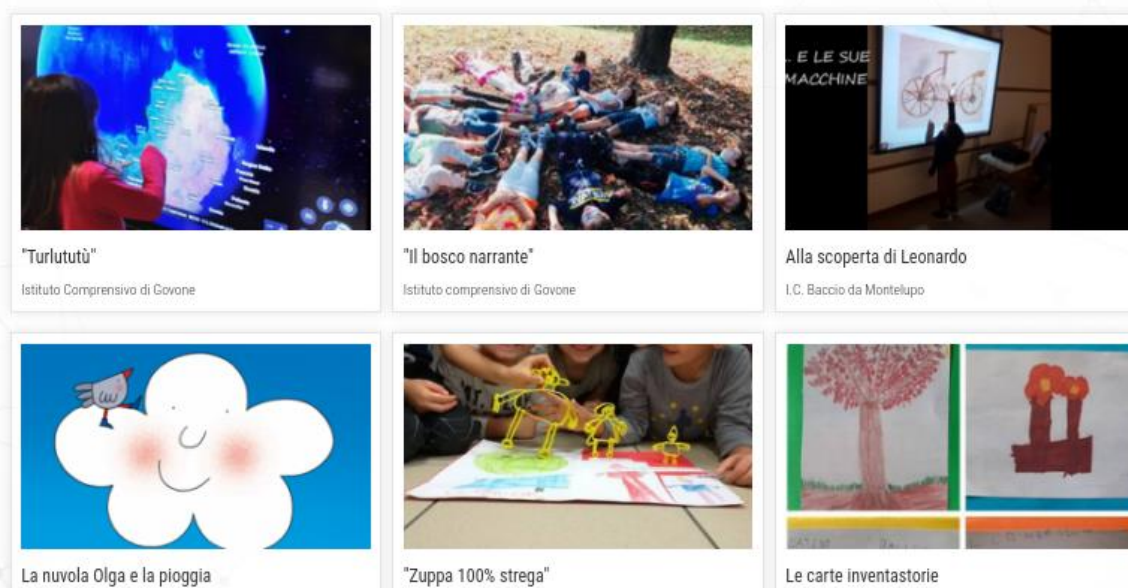 .. E LE SUE
MACCHINE
"Turlututù"
Istituto Comprensivo di Govone
"Il bosco narrante"
Istituto comprensivo di Govone
Alla scoperta di Leonardo
I.C. Baccio da Montelupo
La nuvola Olga e la pioggia
"Zuppa 100% strega"
Le carte inventastorie